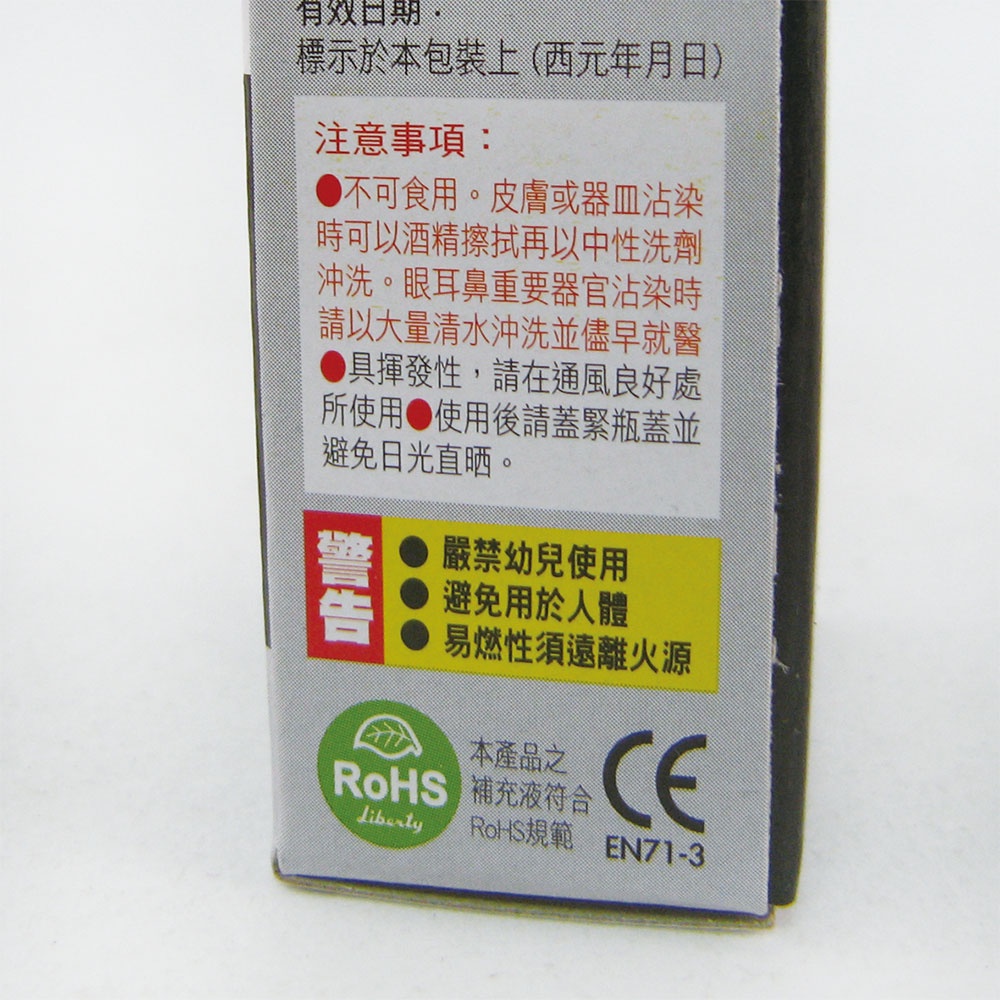 有效日期：
標示於本包裝上(西元年月日)
注意事項：
●不可食用。皮膚或器皿沾染
時可以酒精擦拭再以中性洗劑
沖洗。眼耳鼻重要器官沾染時
請以大量清水沖洗並儘早就醫
●具揮發性，請在通風良好處
所使用●使用後請蓋緊瓶蓋並
避免日光直晒。
警告
● 嚴禁幼兒使用
● 避免用於人體
● 易燃性須遠離火源
RoHS
Liberty
本產品之
補充液符合
RoHS規範
CE
EN71-3